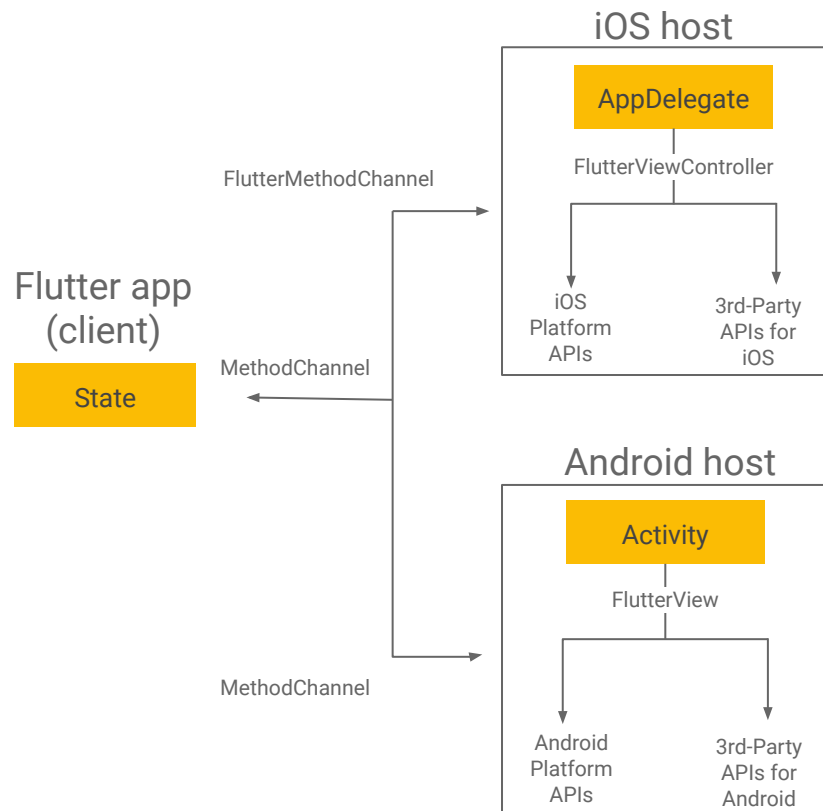 iOS host
AppDelegate
FlutterViewController
FlutterMethodChannel
iOS
Platform
APIs
3rd-Party
APIs for
iOS
Flutter app
(client)
MethodChannel
State
Android host
Activity
FlutterView
MethodChannel
Android
Platform
APIs
3rd-Party
APIs for
Android